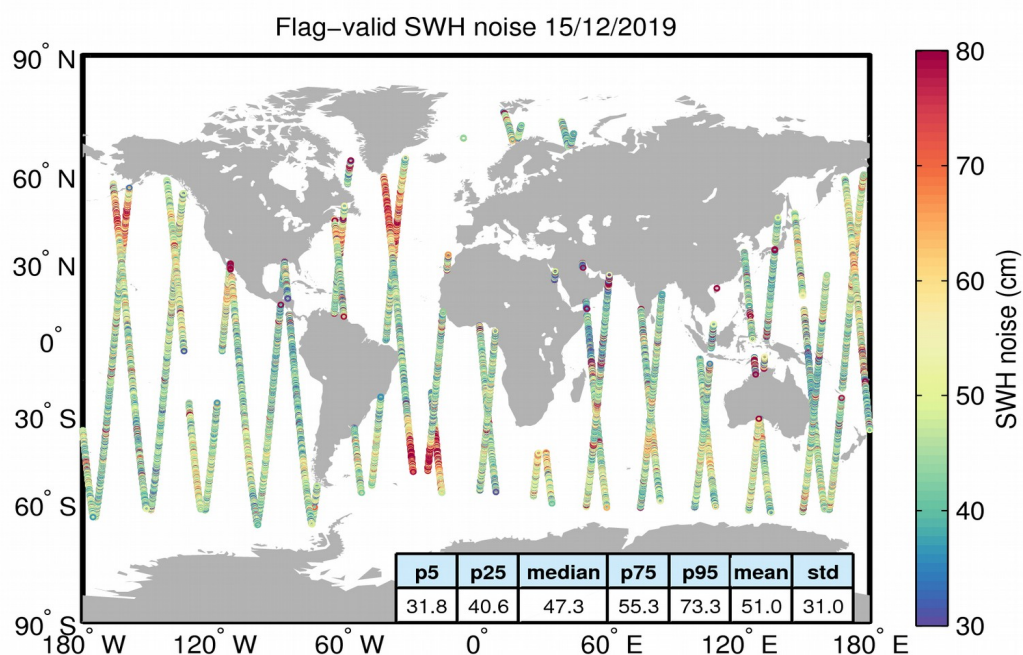 Flag−valid SWH noise 15/12/2019
90° N
60° N
30° N
0°
30° S
60° S
90° S
180° W
120° W
60° W
0°
60° E
120° E
180° E
p5 p25 median p75 p95 mean std
31.8 40.6 47.3 55.3 73.3 51.0 31.0
80
70
60
50
40
30
SWH noise (cm)